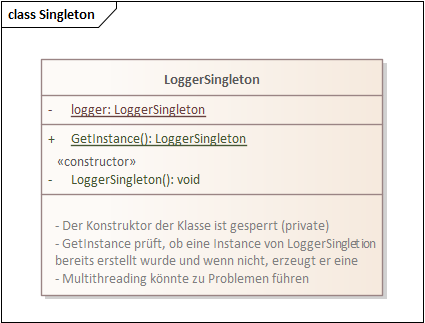 class Singleton
LoggerSingleton
- logger: LoggerSingleton
+ GetInstance(): LoggerSingleton
«constructor»
- LoggerSingleton(): void
- Der Konstruktor der Klasse ist gesperrt (private)
- GetInstance prüft, ob eine Instance von LoggerSingletion
bereits erstellt wurde und wenn nicht, erzeugt er eine
- Multithreading könnte zu Problemen führen